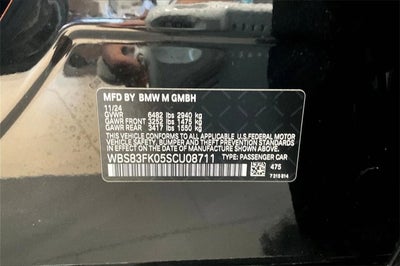 MFD BY BMW M GMBH
11/24
GVWR 6482 lbs 2940 kg
GAWR FRONT 3252 lbs 1475 kg
GAWR REAR 3417 lbs 1550 kg
THIS VEHICLE CONFORMS TO ALL APPLICABLE
U.S. FEDERAL MOTOR
VEHICLE SAFETY, BUMPER, AND THEFT PREVENTION
STANDARDS IN EFFECT ON THE DATE OF
MANUFACTURE SHOWN ABOVE.
WBS83FK05SCU08711 TYPE: PASSENGER CAR
475